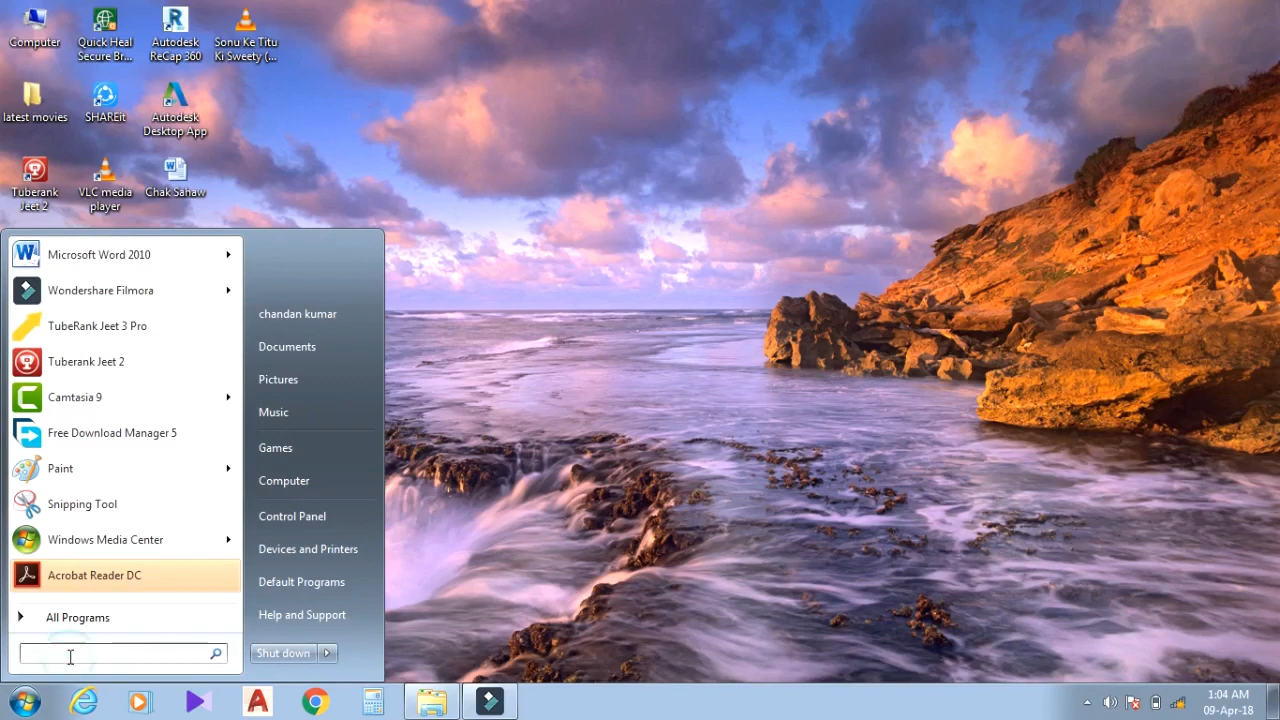 Computer
Quick Heal
Secure Br...
Autodesk
ReCap 360
Sonu Ke Titu
Ki Sweety (...
latest movies
SHAREit
Autodesk
Desktop App
Tuberank
Jeet 2
VLC media
player
Chak Sahaw
Microsoft Word 2010
Wondershare Filmora
TubeRank Jeet 3 Pro
Tuberank Jeet 2
Camtasia 9
Free Download Manager 5
Paint
Snipping Tool
Windows Media Center
Acrobat Reader DC
All Programs
chandan kumar
Documents
Pictures
Music
Games
Computer
Control Panel
Devices and Printers
Default Programs
Help and Support
Shut down
1:04 AM
09-Apr-18